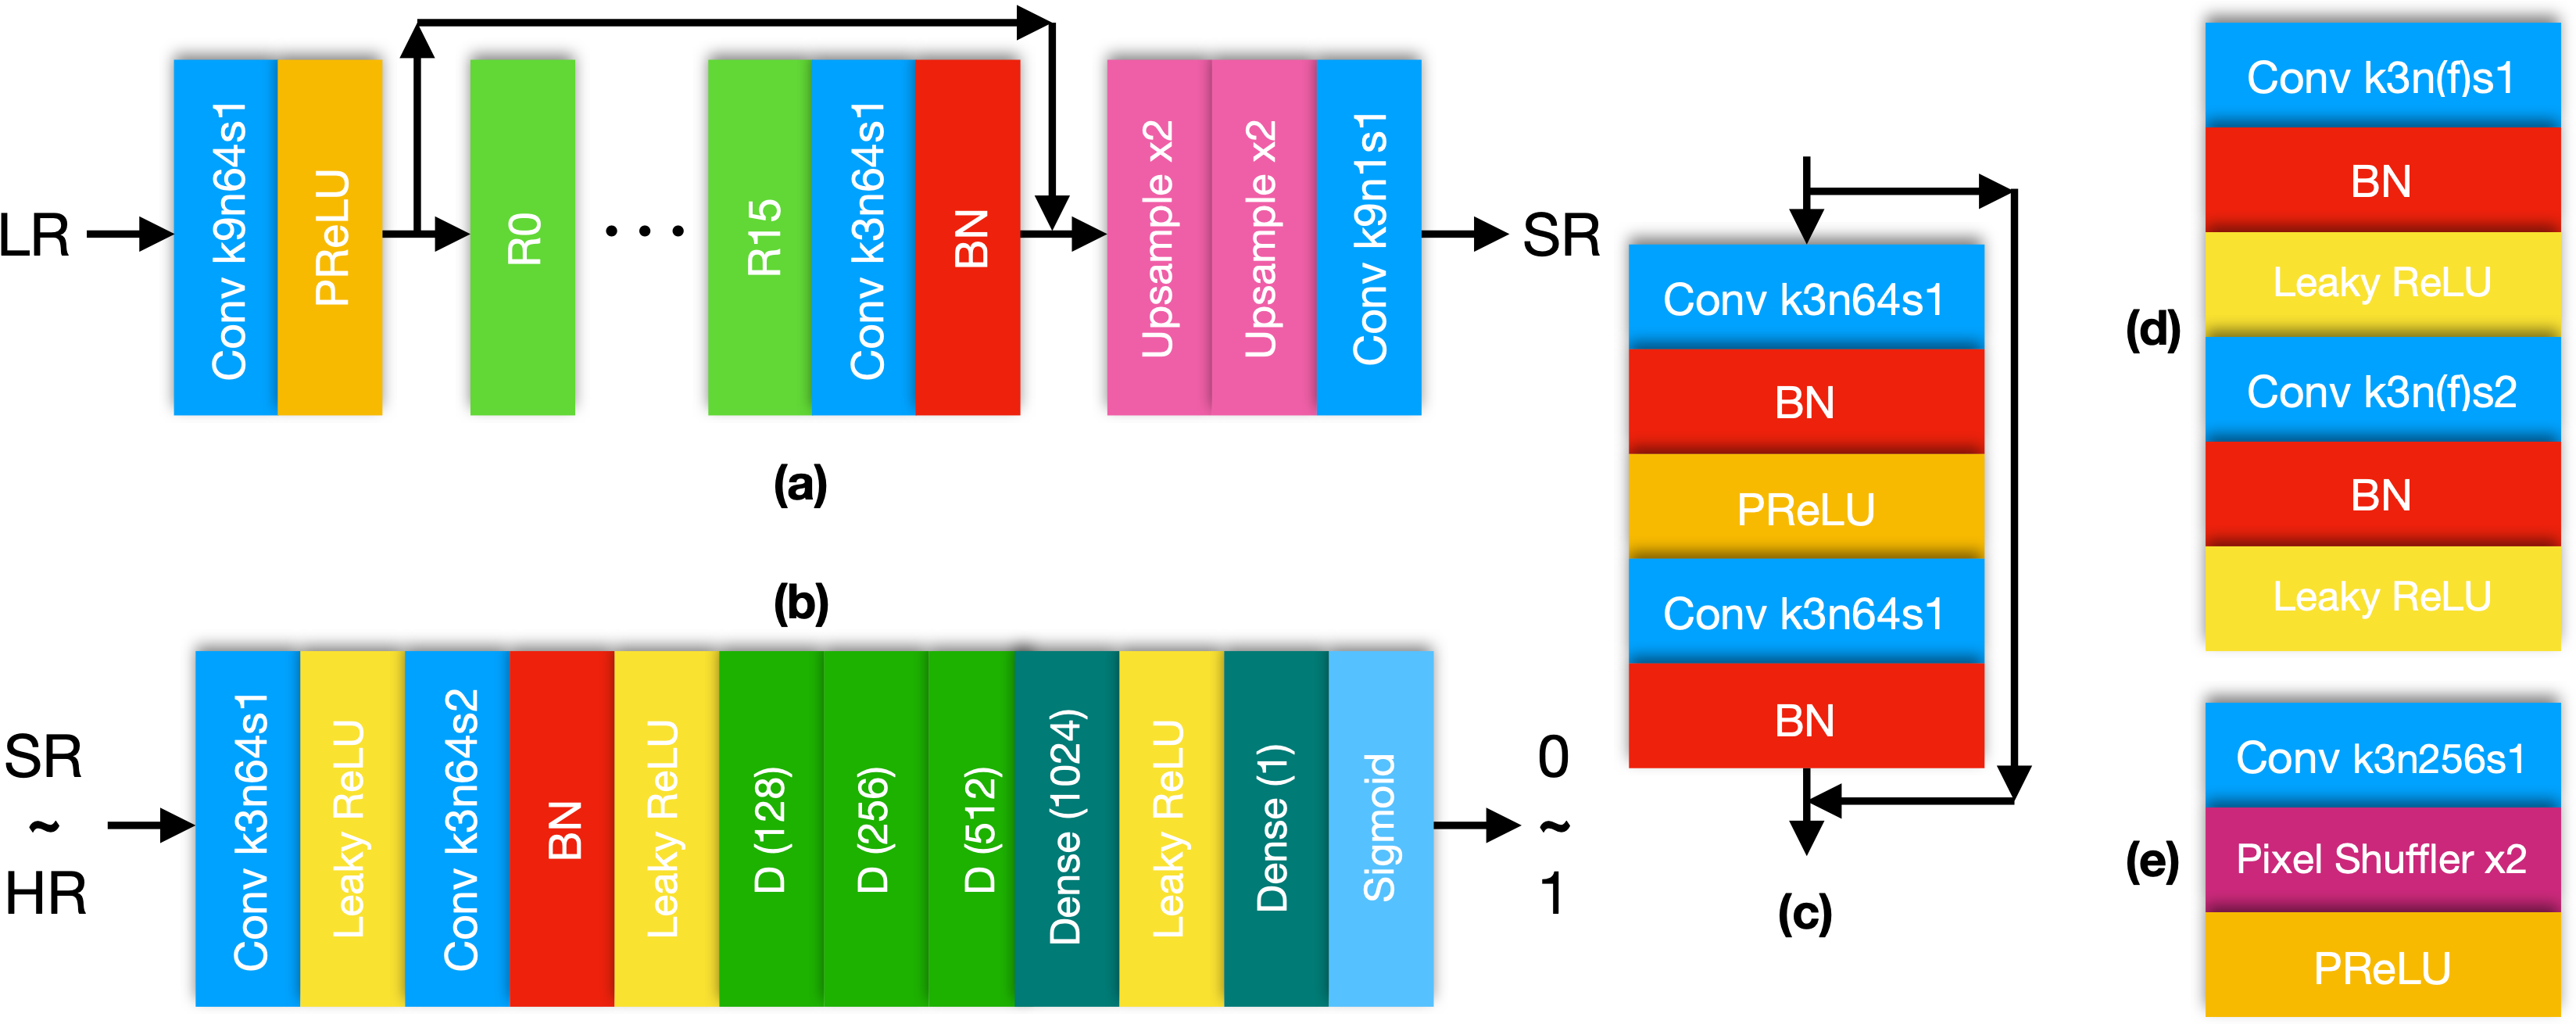 LR
Conv k9n64s1
PReLU
R0
. . .
R15
Conv k3n64s1
BN
Upsample x2
Upsample x2
Conv k9n1s1
SR
(a)
(b)
SR
~
HR
Conv k3n64s1
Leaky ReLU
Conv k3n64s2
BN
Leaky ReLU
D (128)
D (256)
D (512)
Dense (1024)
Leaky ReLU
Dense (1)
Sigmoid
0
~
1
Conv k3n64s1
BN
PReLU
Conv k3n64s1
BN
(c)
(d)
Conv k3n(f)s1
BN
Leaky ReLU
Conv k3n(f)s2
BN
Leaky ReLU
(e)
Conv k3n256s1
Pixel Shuffler x2
PReLU